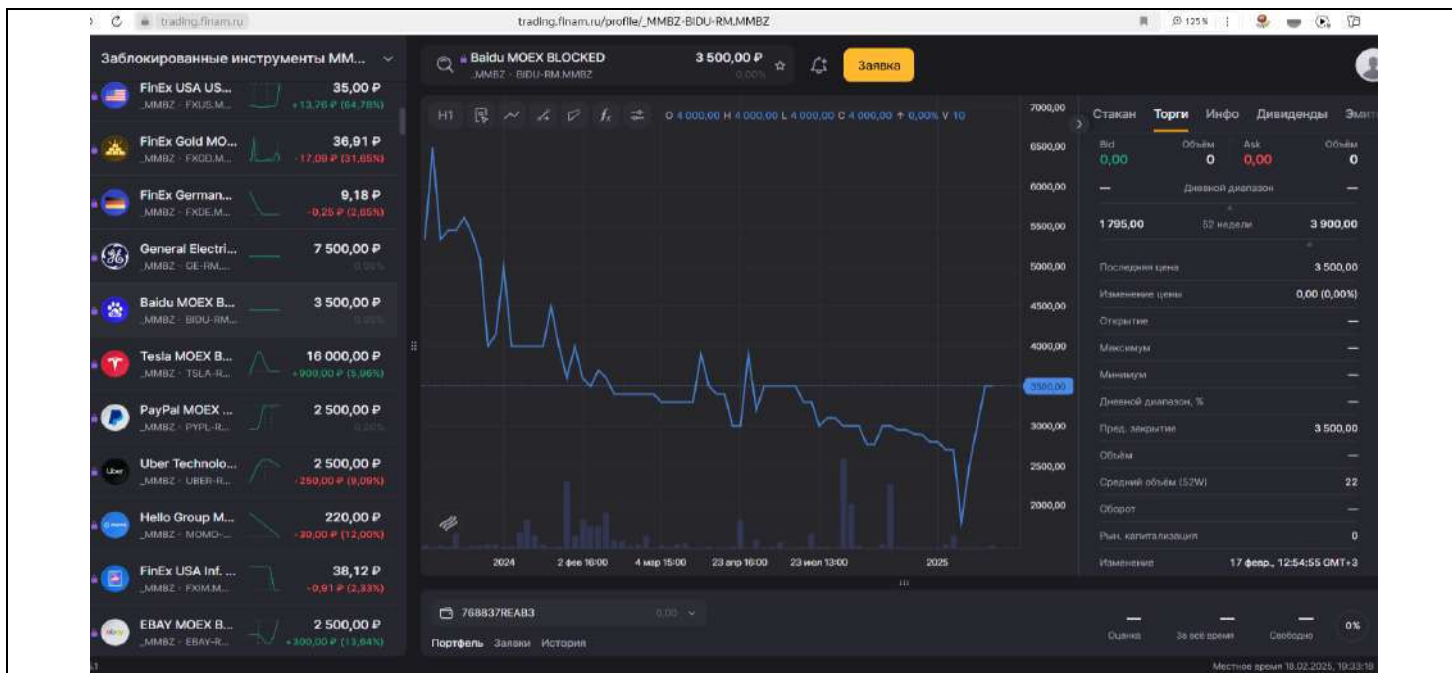 trading.finam.ru
trading.finam.ru/profile/_MMBZ-BIDU-RM.MMBZ
125 %
Заблокированные инструменты ММ...
FinEx USA US...
35,00 ₽
_MMBZ · FXUS.M...
+13,76 ₽ (64,78%)
FinEx Gold MO...
36,91 ₽
_MMBZ · FXGD.M...
-17,09 ₽ (31,65%)
FinEx German...
9,18 ₽
_MMBZ · FXDE.M...
-0,25 ₽ (2,65%)
General Electri...
7 500,00 ₽
_MMBZ · GE-RM....
0,00%
Baidu MOEX B...
3 500,00 ₽
_MMBZ · BIDU-RM...
0,00%
Tesla MOEX B...
16 000,00 ₽
_MMBZ · TSLA-R...
+900,00 ₽ (5,96%)
PayPal MOEX ...
2 500,00 ₽
_MMBZ · PYPL-R...
0,00%
Uber
Uber Technolo...
2 500,00 ₽
_MMBZ · UBER-R...
-250,00 ₽ (9,09%)
Hello Group M...
220,00 ₽
_MMBZ · MOMO-...
-30,00 ₽ (12,00%)
FinEx USA Inf. ...
38,12 ₽
_MMBZ · FXIM.M...
-0,91 ₽ (2,33%)
ebay
EBAY MOEX B...
2 500,00 ₽
_MMBZ · EBAY-R...
+300,00 ₽ (13,64%)
Baidu MOEX BLOCKED
3 500,00 ₽
_MMBZ · BIDU-RM.MMBZ
0,00%
Заявка
H1
O 4 000,00 H 4 000,00 L 4 000,00 C 4 000,00 ↑ 0,00% V 10
7000,00
6500,00
6000,00
5500,00
5000,00
4500,00
4000,00
3500,00
3000,00
2500,00
2000,00
2024
2 фев 16:00
4 мар 15:00
23 апр 16:00
23 июл 13:00
2025
Стакан Торги Инфо Дивиденды Эмит
Bid Объём Ask Объём
0,00 0 0,00 0
— Дневной диапазон —
1 795,00 52 недели 3 900,00
Последняя цена 3 500,00
Изменение цены 0,00 (0,00%)
Открытие —
Максимум —
Минимум —
Дневной диапазон, % —
Пред. закрытие 3 500,00
Объём —
Средний объём (52W) 22
Оборот —
Рын. капитализация 0
Изменение 17 февр., 12:54:55 GMT+3
768837REAB3 0,00
Портфель Заявки История
— — — 0%
Оценка За всё время Свободно
Местное время 18.02.2025, 19:33:19